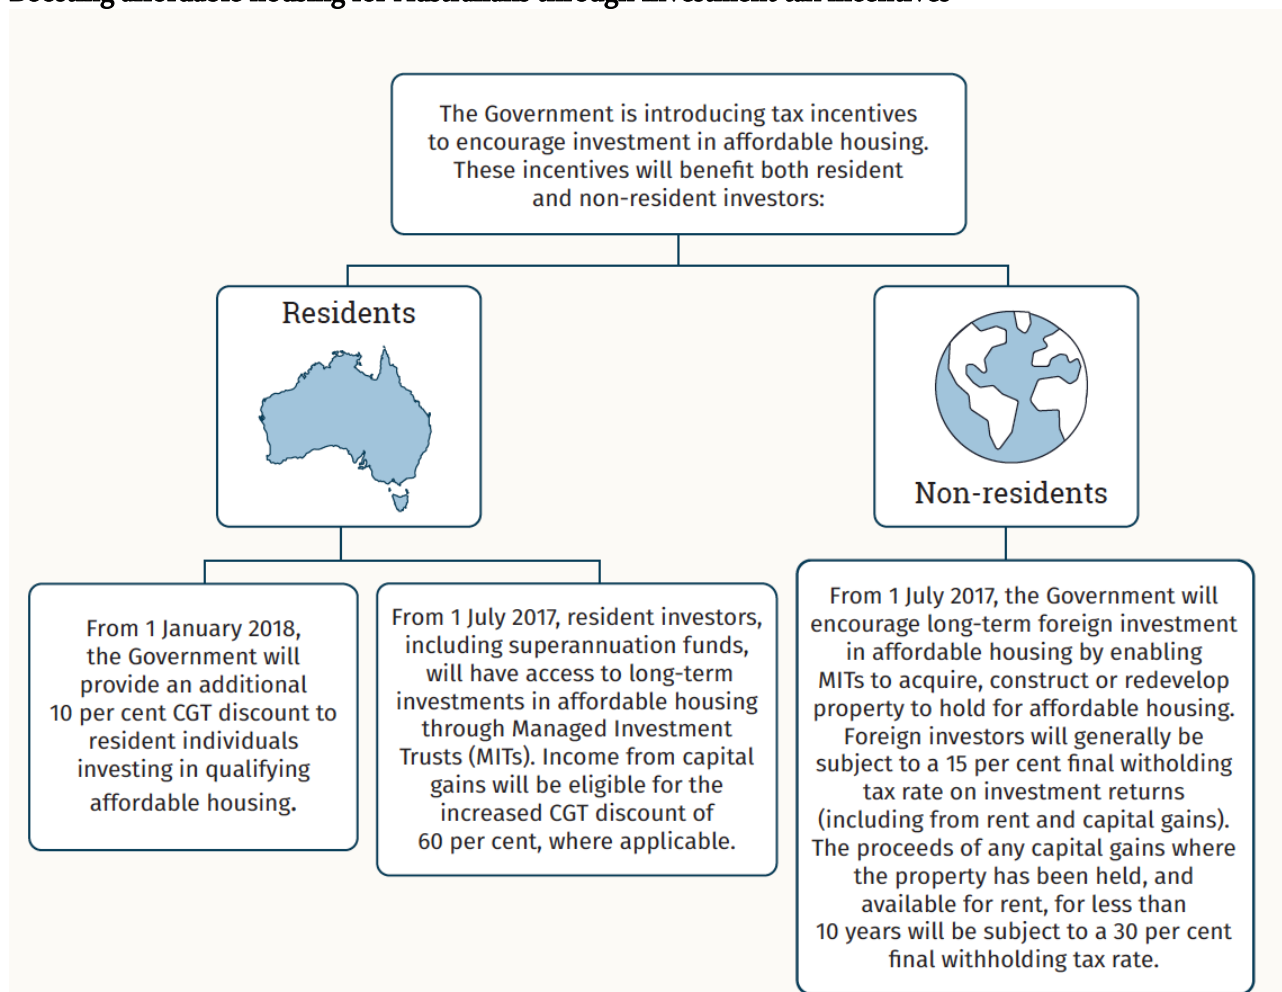 Boosting affordable housing for Australians through investment tax incentives
The Government is introducing tax incentives
to encourage investment in affordable housing.
These incentives will benefit both resident
and non-resident investors:
Residents
Non-residents
From 1 January 2018,
the Government will
provide an additional
10 per cent CGT discount to
resident individuals
investing in qualifying
affordable housing.
From 1 July 2017, resident investors,
including superannuation funds,
will have access to long-term
investments in affordable housing
through Managed Investment
Trusts (MITs). Income from capital
gains will be eligible for the
increased CGT discount of
60 per cent, where applicable.
From 1 July 2017, the Government will
encourage long-term foreign investment
in affordable housing by enabling
MITs to acquire, construct or redevelop
property to hold for affordable housing.
Foreign investors will generally be
subject to a 15 per cent final witholding
tax rate on investment returns
(including from rent and capital gains).
The proceeds of any capital gains where
the property has been held, and
available for rent, for less than
10 years will be subject to a 30 per cent
final withholding tax rate.